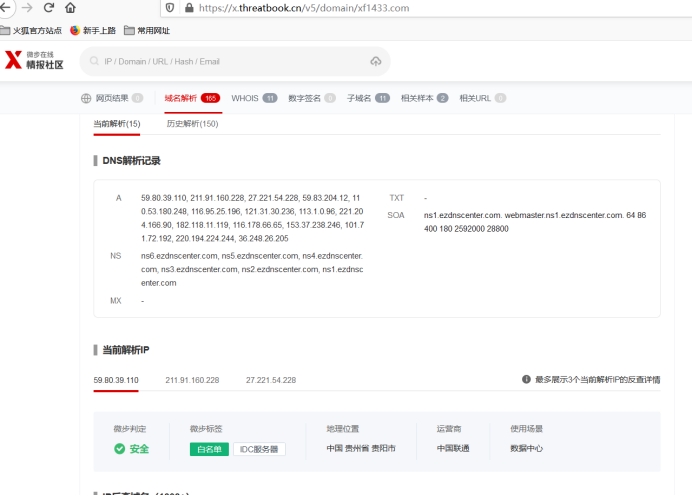 https://x.threatbook.cn/v5/domain/xf1433.com
火狐官方站点 新手上路 常用网址
X 微步在线 情报社区
IP / Domain / URL / Hash / Email
网页结果 0 域名解析 165 WHOIS 11 数字签名 0 子域名 11 相关样本 2 相关URL 0
当前解析(15) 历史解析(150)
DNS解析记录
A 59.80.39.110, 211.91.160.228, 27.221.54.228, 59.83.204.12, 11
0.53.180.248, 116.95.25.196, 121.31.30.236, 113.1.0.96, 221.20
4.166.90, 182.118.11.119, 116.178.66.65, 153.37.238.246, 101.7
1.72.192, 220.194.224.244, 36.248.26.205
NS ns6.ezdnscenter.com, ns5.ezdnscenter.com, ns4.ezdnscenter.
com, ns3.ezdnscenter.com, ns2.ezdnscenter.com, ns1.ezdnsc
enter.com
MX -
TXT -
SOA ns1.ezdnscenter.com. webmaster.ns1.ezdnscenter.com. 64 86
400 180 2592000 28800
当前解析IP
59.80.39.110 211.91.160.228 27.221.54.228 最多展示3个当前解析IP的反查详情
微步判定 微步标签 地理位置 运营商 使用场景
安全 白名单 IDC服务器 中国 贵州省 贵阳市 中国联通 数据中心